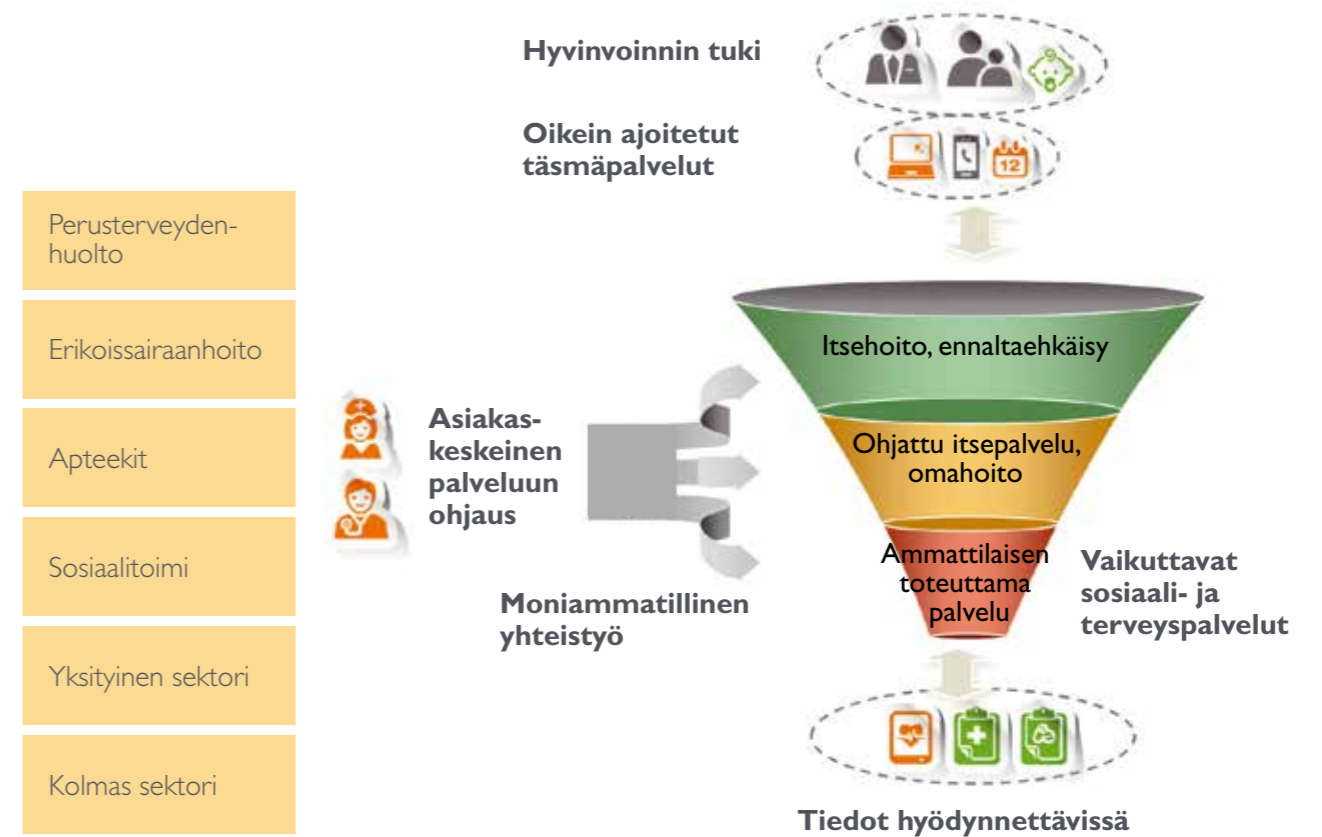 Hyvinvoinnin tuki
Oikein ajoitetut
täsmäpalvelut
12
Perusterveyden-
huolto
Erikoissairaanhoito
Apteekit
Sosiaalitoimi
Yksityinen sektori
Kolmas sektori
Asiakas-
keskeinen
palveluun
ohjaus
Moniammatillinen
yhteistyö
Itsehoito, ennaltaehkäisy
Ohjattu itsepalvelu,
omahoito
Ammattilaisen
toteuttama
palvelu
Vaikuttavat
sosiaali- ja
terveyspalvelut
Tiedot hyödynnettävissä